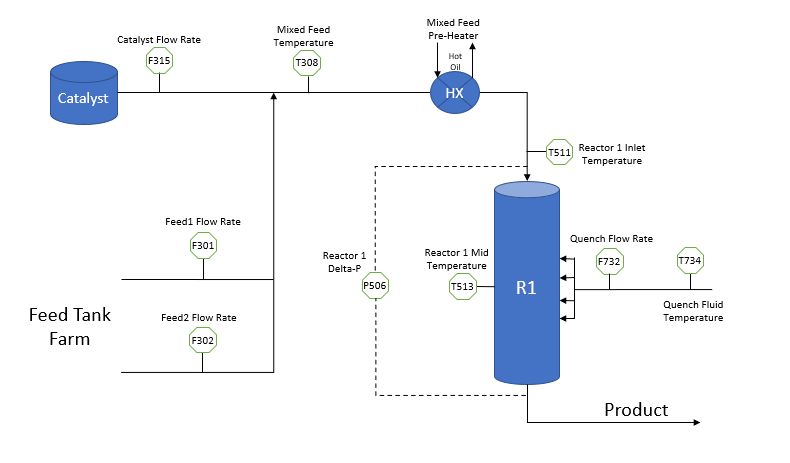 Catalyst Flow Rate
F315
Mixed Feed
Temperature
T308
Mixed Feed
Pre-Heater
Hot
Oil
Catalyst
HX
T511
Reactor 1 Inlet
Temperature
Feed1 Flow Rate
F301
Reactor 1
Delta-P
P506
Reactor 1 Mid
Temperature
T513
R1
Quench Flow Rate
F732
T734
Quench Fluid
Temperature
Feed Tank
Farm
Feed2 Flow Rate
F302
Product